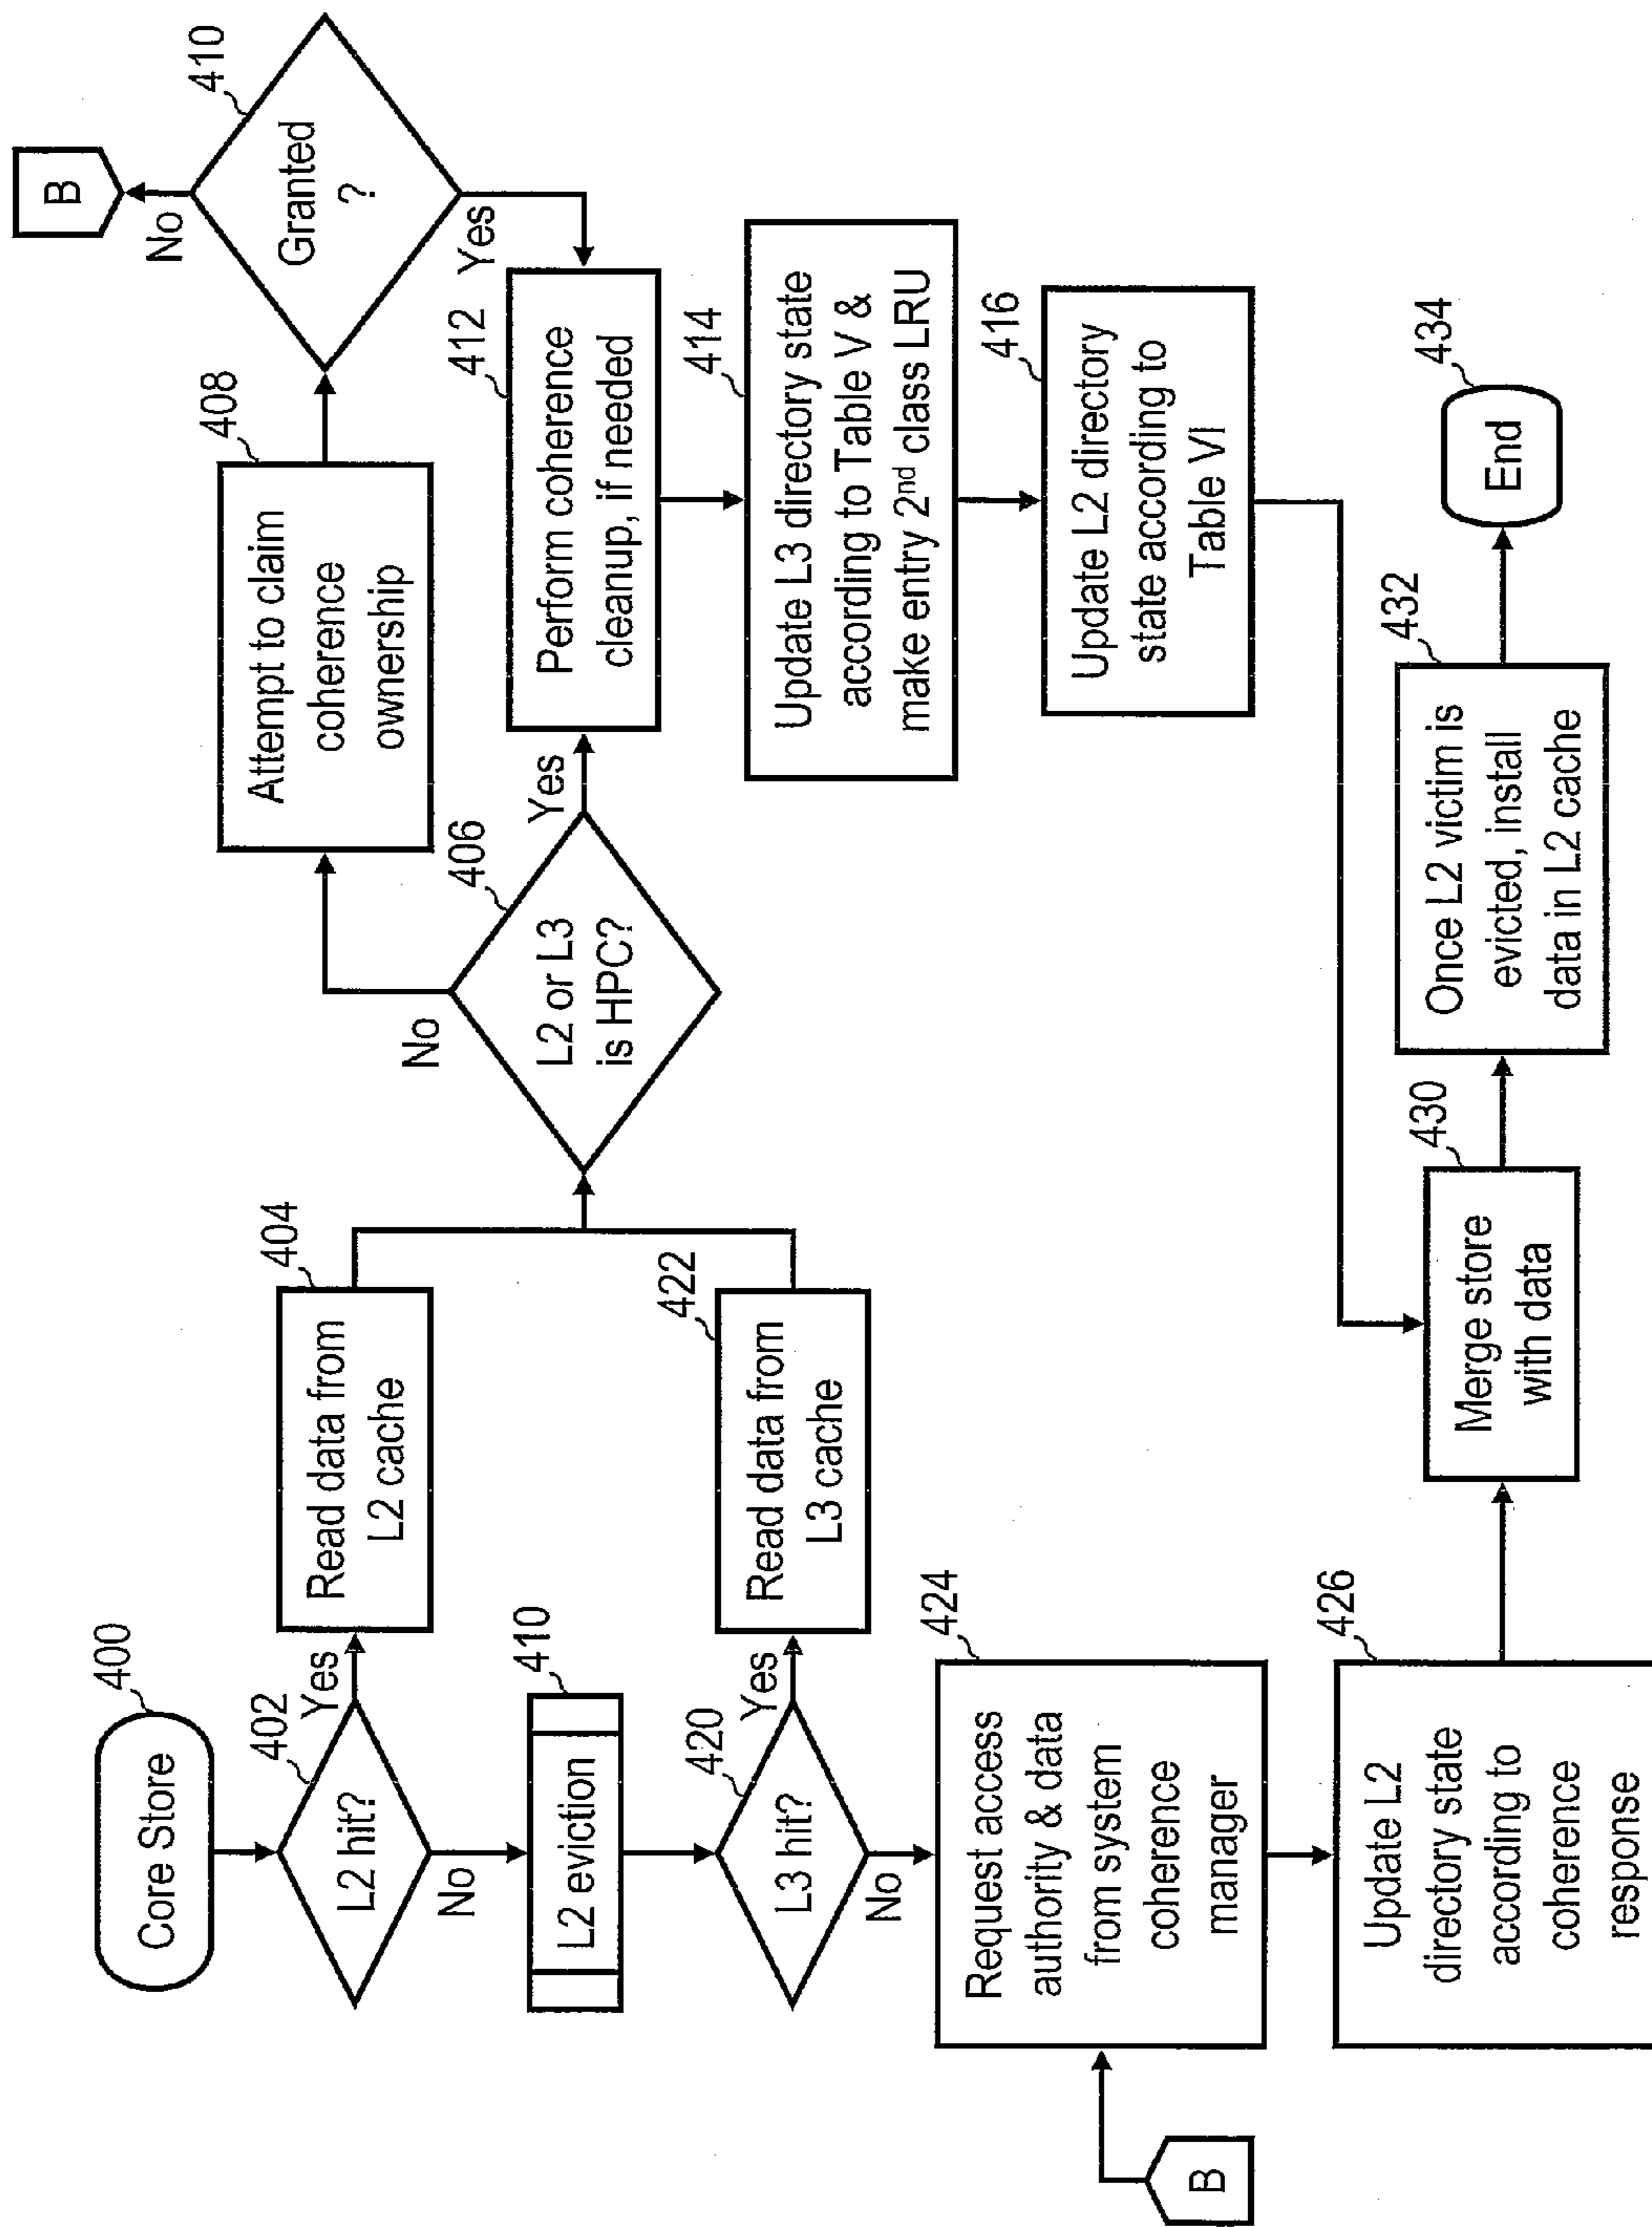 400
Core Store
402
L2 hit?
Yes
No
404
Read data from
L2 cache
410
L2 eviction
420
L3 hit?
Yes
No
422
Read data from
L3 cache
406
L2 or L3
is HPC?
No
Yes
408
Attempt to claim
coherence
ownership
410
Granted
?
No
B
Yes
412
Perform coherence
cleanup, if needed
414
Update L3 directory state
according to Table V &
make entry 2nd class LRU
416
Update L2 directory
state according to
Table VI
B
424
Request access
authority & data
from system
coherence
manager
426
Update L2
directory state
according to
coherence
response
430
Merge store
with data
432
Once L2 victim is
evicted, install
data in L2 cache
434
End